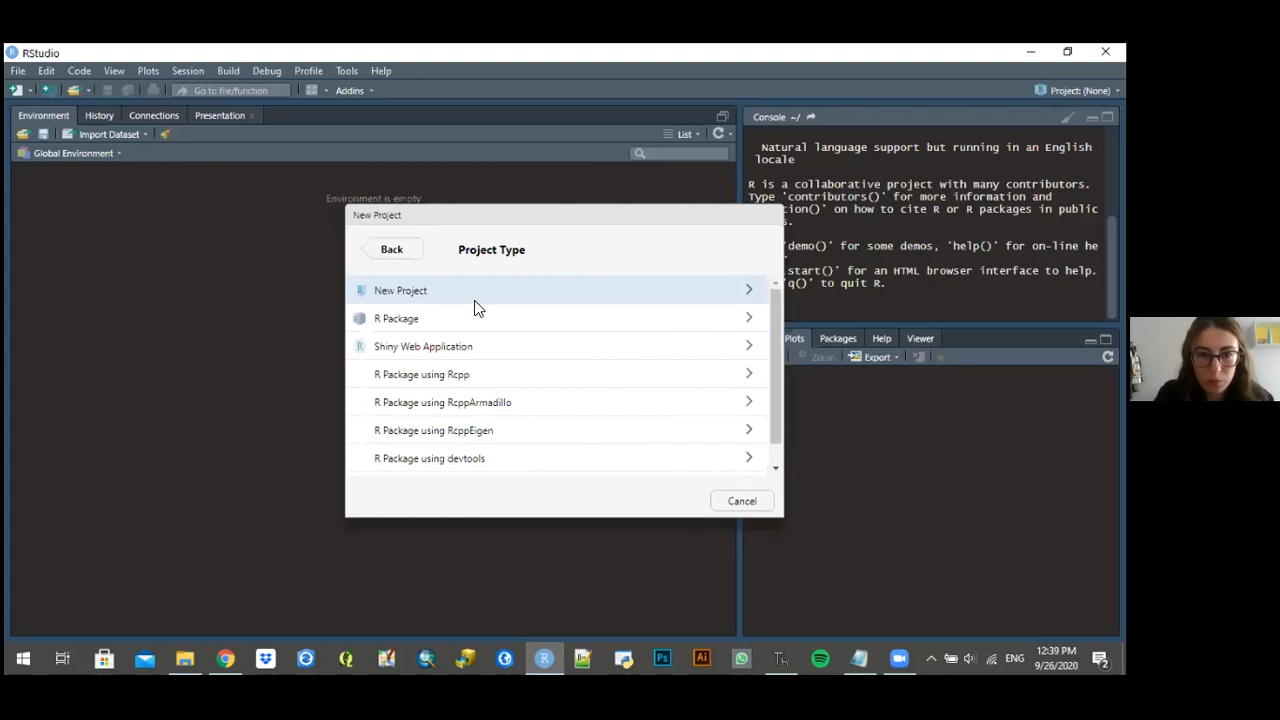 RStudio
File Edit Code View Plots Session Build Debug Profile Tools Help
Go to file/function Addins Project: (None)
Environment History Connections Presentation
Import Dataset List
Global Environment
Environment is empty
New Project
Back Project Type
New Project
R Package
Shiny Web Application
R Package using Rcpp
R Package using RcppArmadillo
R Package using RcppEigen
R Package using devtools
Cancel
Console ~/
Natural language support but running in an English
locale
R is a collaborative project with many contributors.
Type 'contributors()' for more information and
tion()' on how to cite R or R packages in public
s.
'demo()' for some demos, 'help()' for on-line he
start()' for an HTML browser interface to help.
'q()' to quit R.
Plots Packages Help Viewer
Zoom Export
Ps Ai Th ENG
12:39 PM
9/26/2020
2